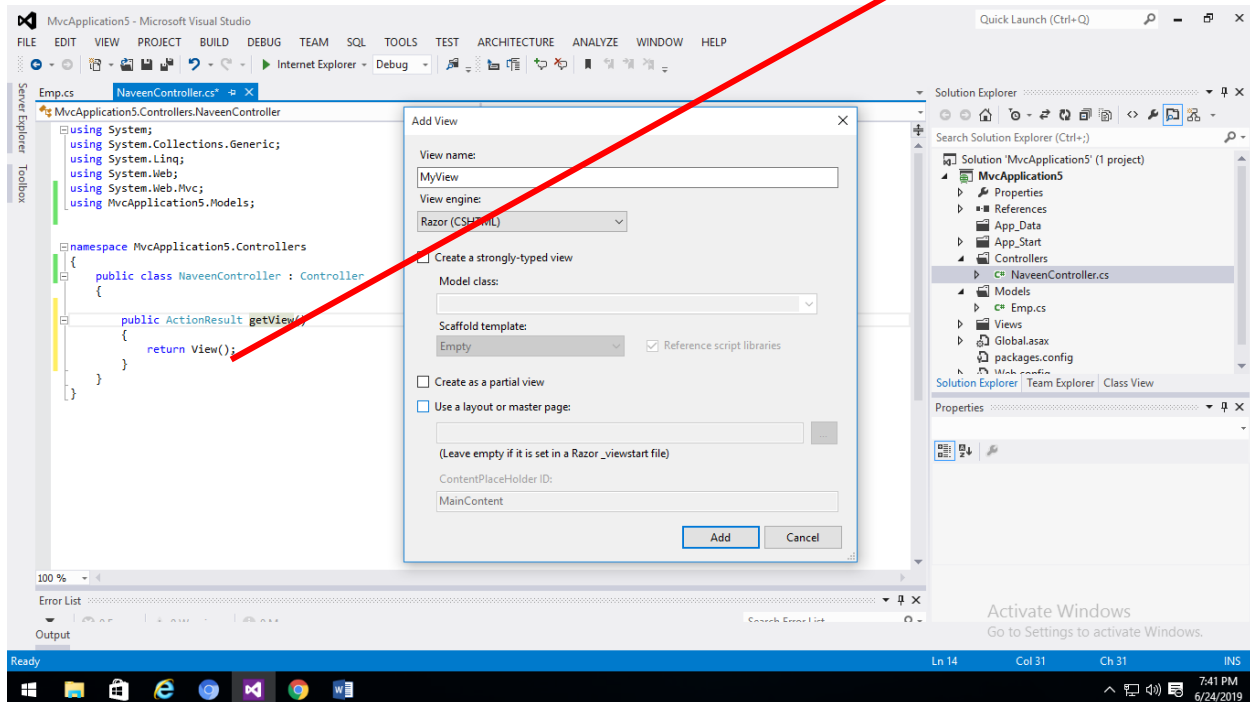 MvcApplication5 - Microsoft Visual Studio
Quick Launch (Ctrl+Q)
FILE EDIT VIEW PROJECT BUILD DEBUG TEAM SQL TOOLS TEST ARCHITECTURE ANALYZE WINDOW HELP
Internet Explorer Debug
Server Explorer
Toolbox
Emp.cs NaveenController.cs*
MvcApplication5.Controllers.NaveenController
using System;
using System.Collections.Generic;
using System.Linq;
using System.Web;
using System.Web.Mvc;
using MvcApplication5.Models;
namespace MvcApplication5.Controllers
{
public class NaveenController : Controller
{
public ActionResult getView()
{
return View();
}
}
}
100 %
Add View
View name:
MyView
View engine:
Razor (CSHTML)
Create a strongly-typed view
Model class:
Scaffold template:
Empty
Reference script libraries
Create as a partial view
Use a layout or master page:
...
(Leave empty if it is set in a Razor _viewstart file)
ContentPlaceHolder ID:
MainContent
Add Cancel
Solution Explorer
Search Solution Explorer (Ctrl+;)
Solution 'MvcApplication5' (1 project)
MvcApplication5
Properties
References
App_Data
App_Start
Controllers
C# NaveenController.cs
Models
C# Emp.cs
Views
Global.asax
packages.config
Web.config
Solution Explorer Team Explorer Class View
Properties
Error List
Search Error List
Output
Activate Windows
Go to Settings to activate Windows.
Ready
Ln 14 Col 31 Ch 31 INS
7:41 PM
6/24/2019